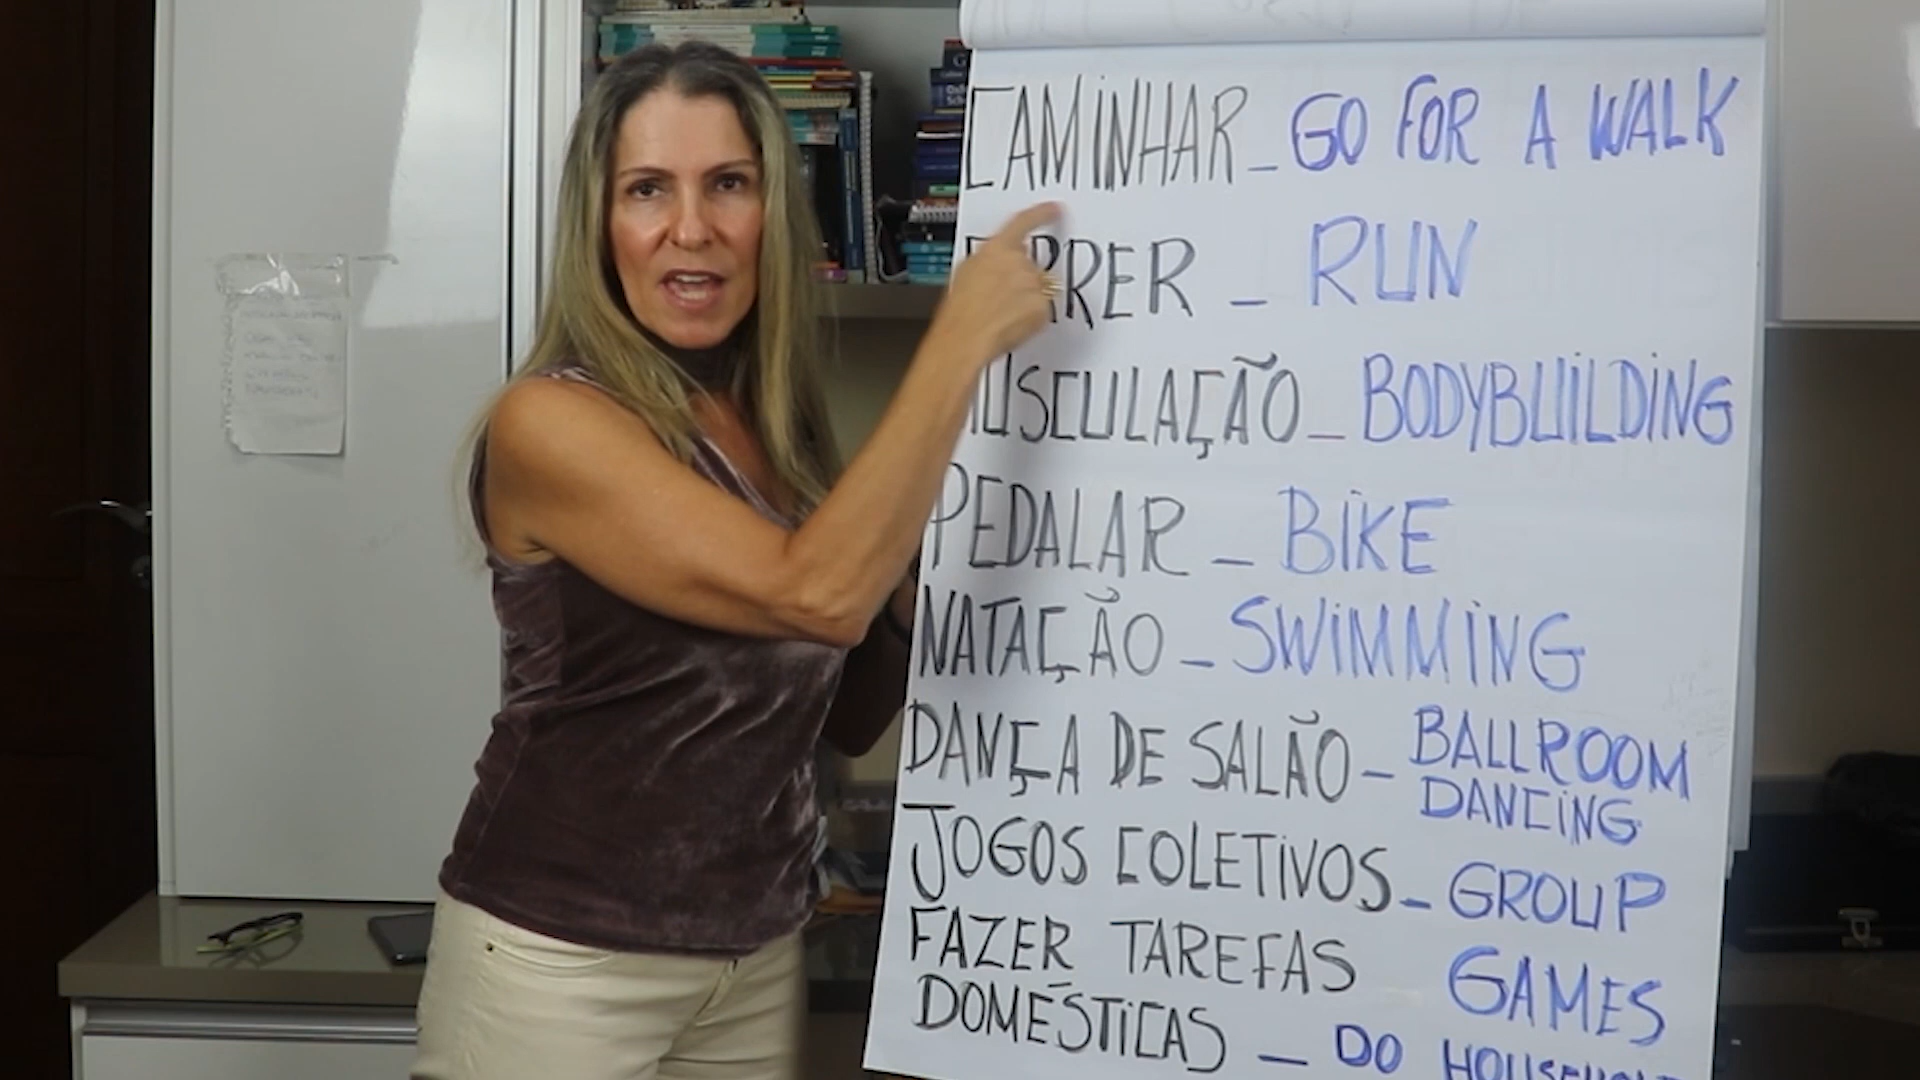 CAMINHAR - GO FOR A WALK
RRER - RUN
USCULAÇÃO - BODYBUILDING
PEDALAR - BIKE
NATAÇÃO - SWIMMING
DANÇA DE SALÃO - BALLROOM
DANCING
JOGOS COLETIVOS - GROUP
FAZER TAREFAS GAMES
DOMÉSTICAS - DO HOUSEHOL